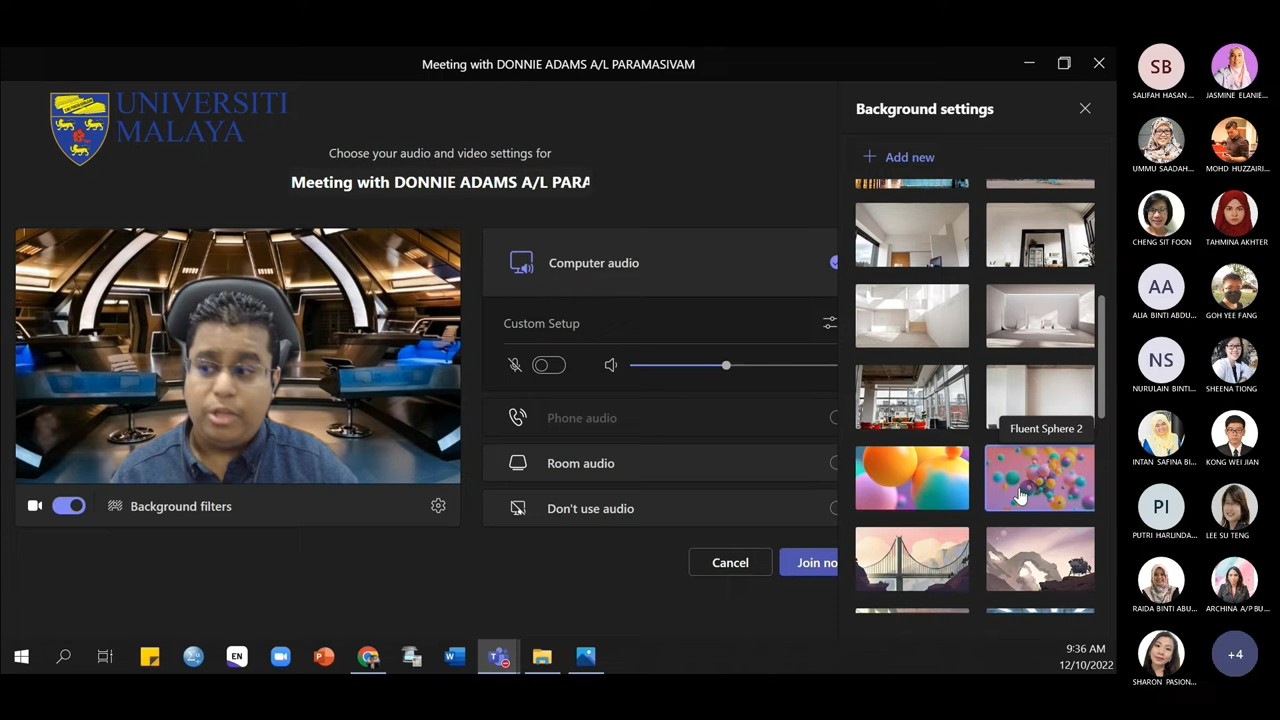 Meeting with DONNIE ADAMS A/L PARAMASIVAM
UNIVERSITI
MALAYA
Choose your audio and video settings for
Meeting with DONNIE ADAMS A/L PARA
Computer audio
Custom Setup
Phone audio
Room audio
Don't use audio
Background filters
Cancel
Join no
Background settings
Add new
Fluent Sphere 2
EN
9:36 AM
12/10/2022
SB
SALIFAH HASAN...
JASMINE ELANIE...
UMMU SAADAH...
MOHD HUZZAIRI...
CHENG SIT FOON
TAHMINA AKHTER
AA
ALIA BINTI ABDU...
GOH YEE FANG
NS
NURULAIN BINTI...
SHEENA TIONG
INTAN SAFINA BI...
KONG WEI JIAN
PI
PUTRI HARLINDA...
LEE SU TENG
RAIDA BINTI ABU...
ARCHINA A/P BU...
SHARON PASION...
+4